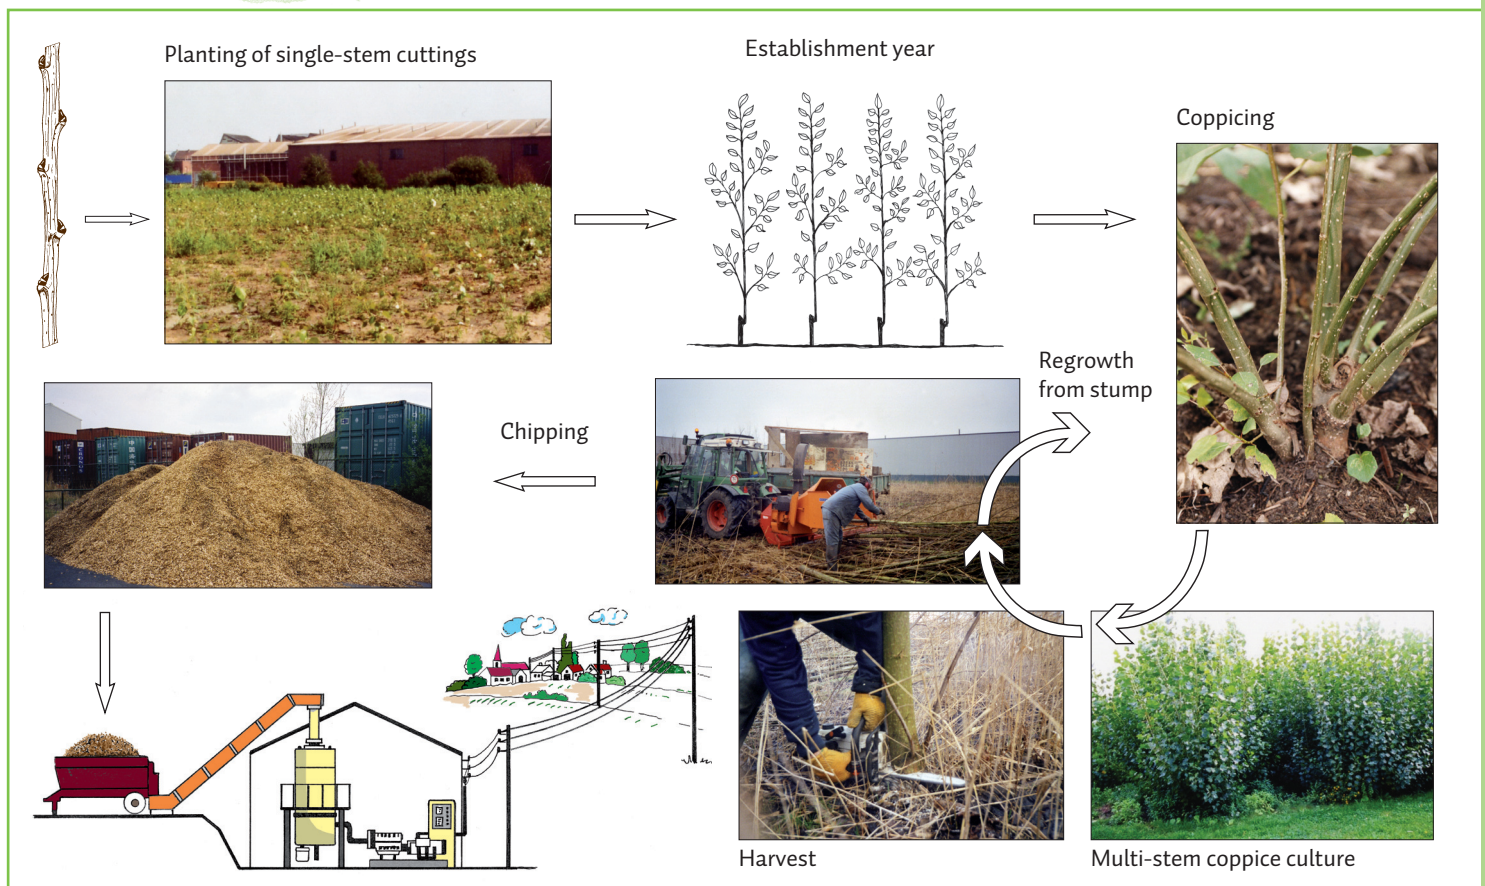 Planting of single-stem cuttings
Establishment year
Coppicing
Regrowth
from stump
Chipping
Harvest
Multi-stem coppice culture